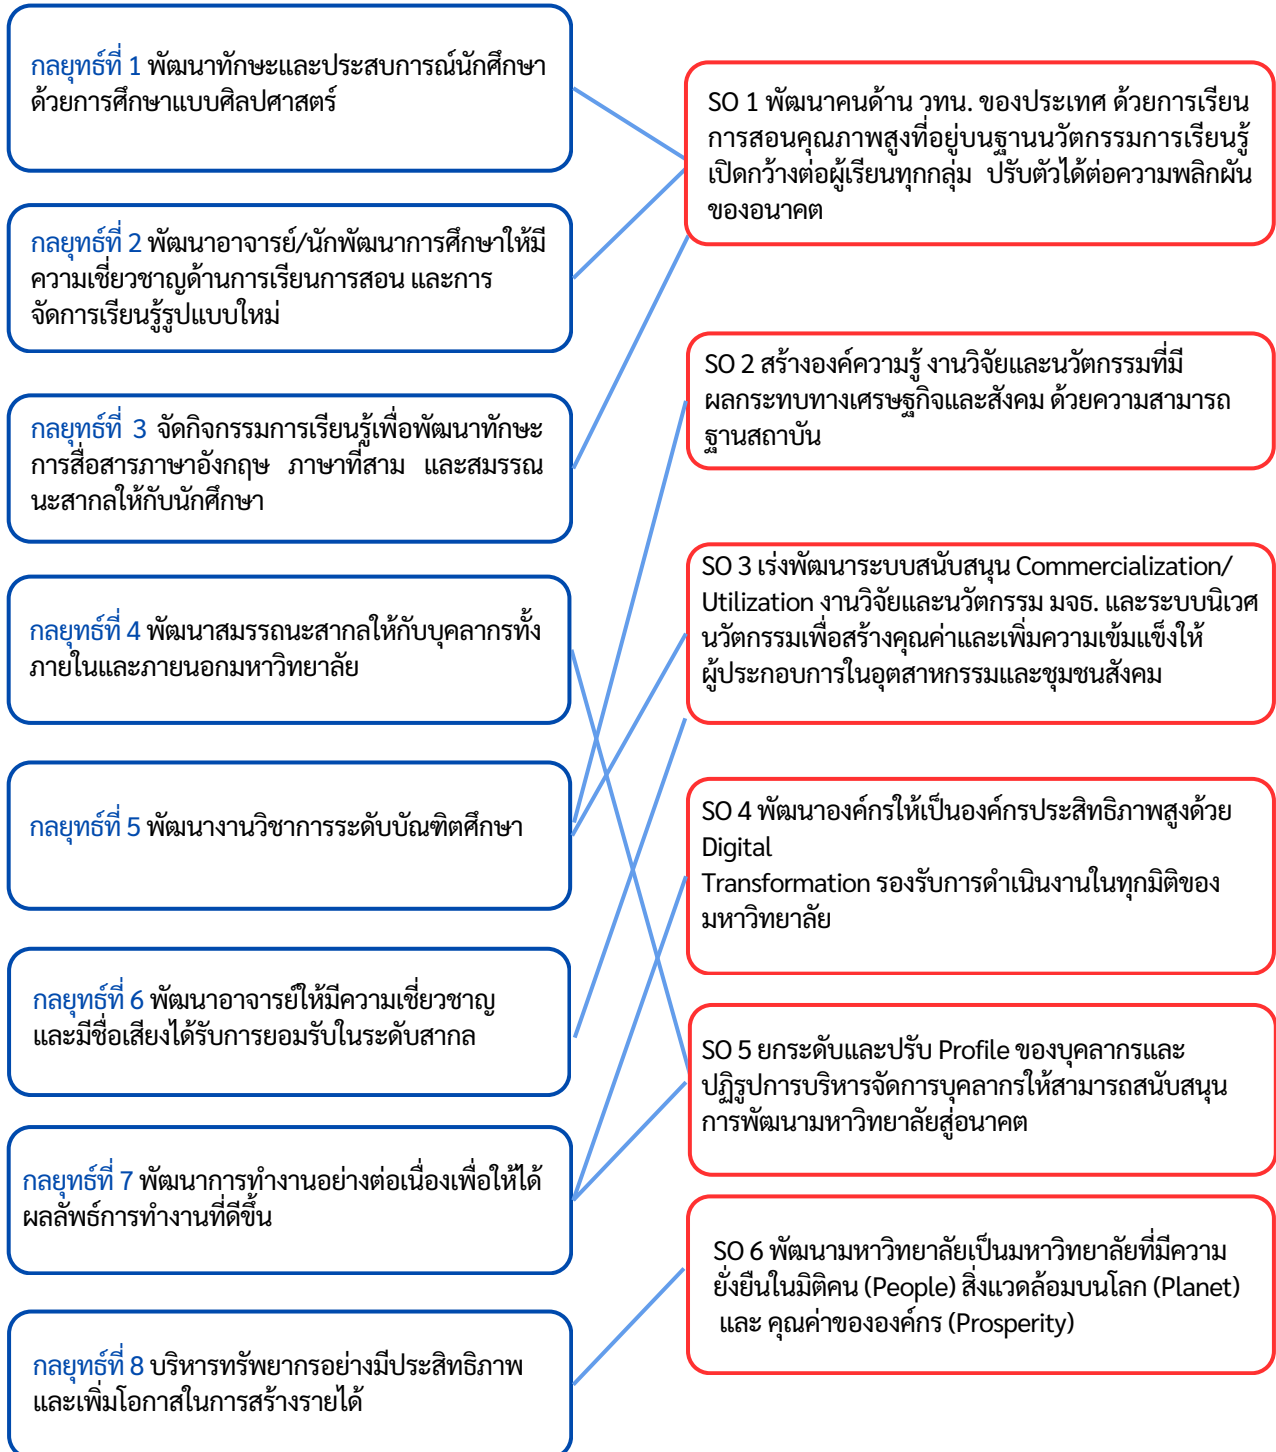 กลยุทธ์ที่ 1 พัฒนาทักษะและประสบการณ์นักศึกษา
ด้วยการศึกษาแบบศิลปศาสตร์
กลยุทธ์ที่ 2 พัฒนาอาจารย์/นักพัฒนาการศึกษาให้มี
ความเชี่ยวชาญด้านการเรียนการสอน และการ
จัดการเรียนรู้รูปแบบใหม่
กลยุทธ์ที่ 3 จัดกิจกรรมการเรียนรู้เพื่อพัฒนาทักษะ
การสื่อสารภาษาอังกฤษ ภาษาที่สาม และสมรรณ
นะสากลให้กับนักศึกษา
กลยุทธ์ที่ 4 พัฒนาสมรรถนะสากลให้กับบุคลากรทั้ง
ภายในและภายนอกมหาวิทยาลัย
กลยุทธ์ที่ 5 พัฒนางานวิชาการระดับบัณฑิตศึกษา
กลยุทธ์ที่ 6 พัฒนาอาจารย์ให้มีความเชี่ยวชาญ
และมีชื่อเสียงได้รับการยอมรับในระดับสากล
กลยุทธ์ที่ 7 พัฒนาการทำงานอย่างต่อเนื่องเพื่อให้ได้
ผลลัพธ์การทำงานที่ดีขึ้น
กลยุทธ์ที่ 8 บริหารทรัพยากรอย่างมีประสิทธิภาพ
และเพิ่มโอกาสในการสร้างรายได้
SO 1 พัฒนาคนด้าน วทน. ของประเทศ ด้วยการเรียน
การสอนคุณภาพสูงที่อยู่บนฐานนวัตกรรมการเรียนรู้
เปิดกว้างต่อผู้เรียนทุกกลุ่ม ปรับตัวได้ต่อความพลิกผัน
ของอนาคต
SO 2 สร้างองค์ความรู้ งานวิจัยและนวัตกรรมที่มี
ผลกระทบทางเศรษฐกิจและสังคม ด้วยความสามารถ
ฐานสถาบัน
SO 3 เร่งพัฒนาระบบสนับสนุน Commercialization/
Utilization งานวิจัยและนวัตกรรม มจธ. และระบบนิเวศ
นวัตกรรมเพื่อสร้างคุณค่าและเพิ่มความเข้มแข็งให้
ผู้ประกอบการในอุตสาหกรรมและชุมชนสังคม
SO 4 พัฒนาองค์กรให้เป็นองค์กรประสิทธิภาพสูงด้วย
Digital
Transformation รองรับการดำเนินงานในทุกมิติของ
มหาวิทยาลัย
SO 5 ยกระดับและปรับ Profile ของบุคลากรและ
ปฏิรูปการบริหารจัดการบุคลากรให้สามารถสนับสนุน
การพัฒนามหาวิทยาลัยสู่อนาคต
SO 6 พัฒนามหาวิทยาลัยเป็นมหาวิทยาลัยที่มีความ
ยั่งยืนในมิติคน (People) สิ่งแวดล้อมบนโลก (Planet)
และ คุณค่าขององค์กร (Prosperity)